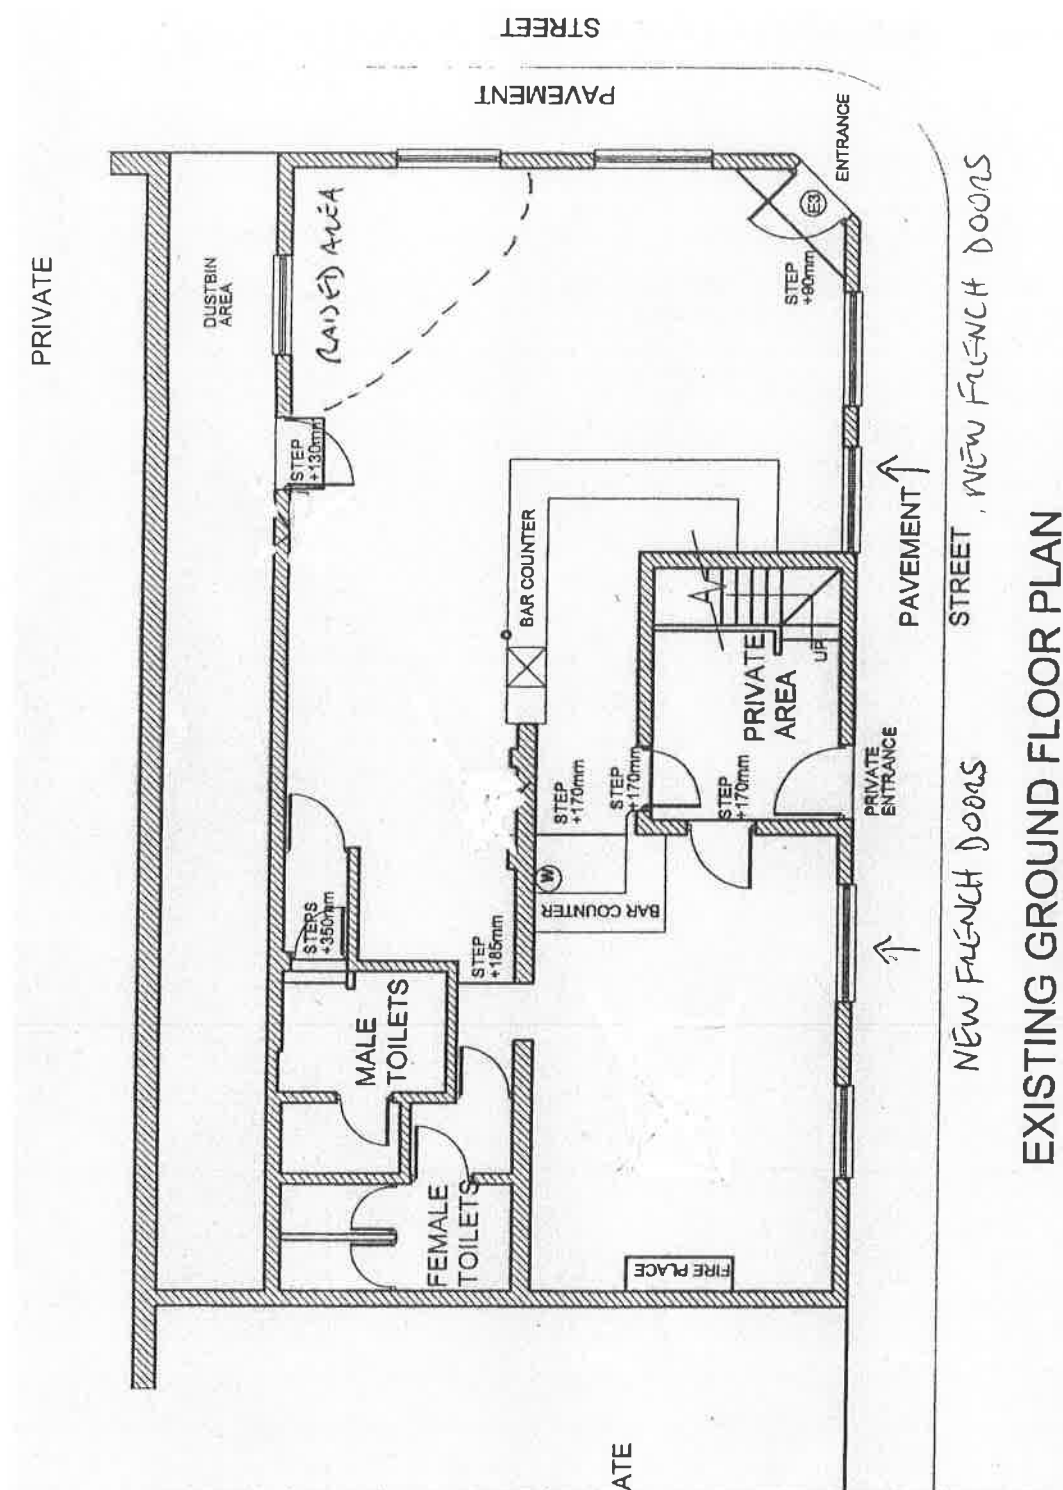 STREET
PAVEMENT
PRIVATE
DUSTBIN
AREA
RAISED AREA
ENTRANCE
E3
STEP
+90mm
STEP
+130mm
BAR COUNTER
PAVEMENT
STREET
NEW FRENCH DOORS
PRIVATE
AREA
UP
STEP
+170mm
STEP
+170mm
STEP
+170mm
PRIVATE
ENTRANCE
W
BAR COUNTER
STEPS
+350mm
STEP
+185mm
MALE
TOILETS
FEMALE
TOILETS
FIRE PLACE
NEW FRENCH DOORS
ATE
EXISTING GROUND FLOOR PLAN